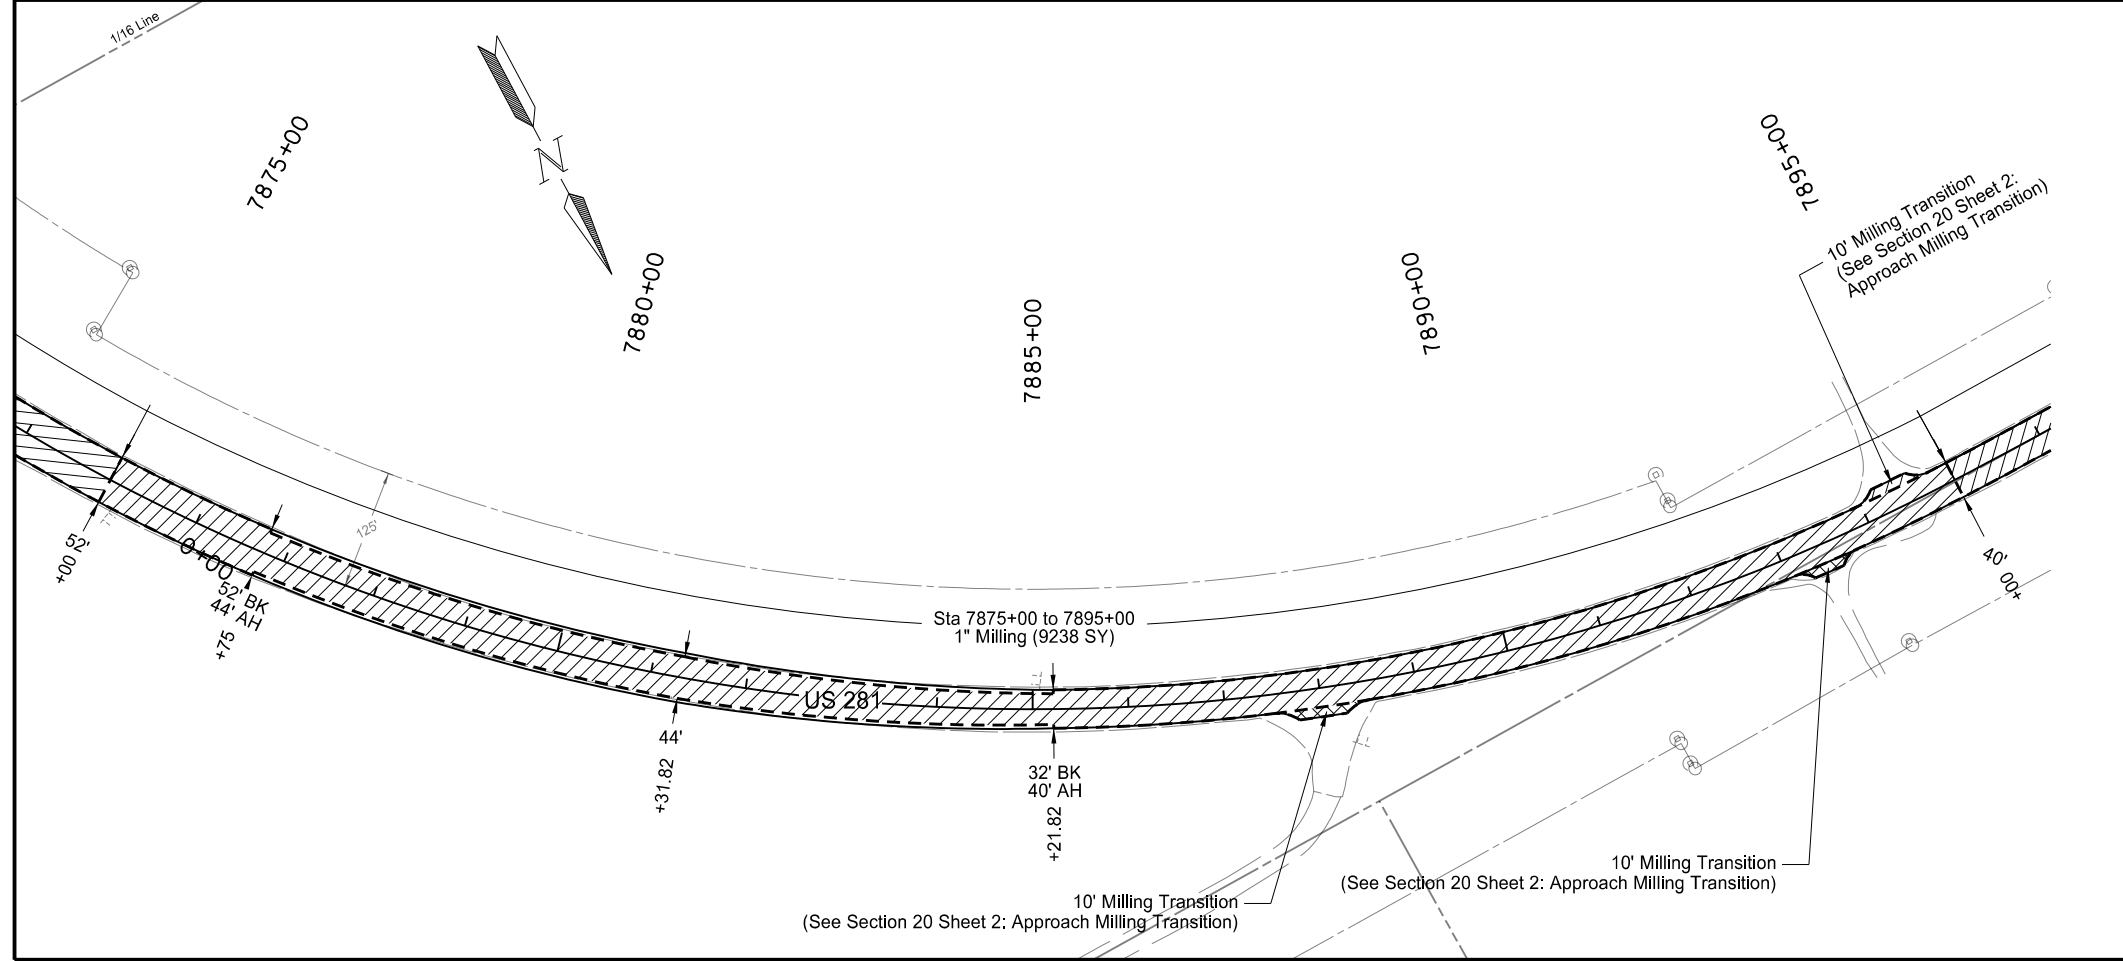 1/16 Line
7875+00
N
7880+00
7885+00
7890+00
7895+00
10' Milling Transition
(See Section 20 Sheet 2:
Approach Milling Transition)
125'
52'
+00
0+00
52' BK
44' AH
+75
Sta 7875+00 to 7895+00
1" Milling (9238 SY)
US 281
44'
+31.82
32' BK
40' AH
+21.82
40'
+00
10' Milling Transition
(See Section 20 Sheet 2: Approach Milling Transition)
10' Milling Transition
(See Section 20 Sheet 2: Approach Milling Transition)